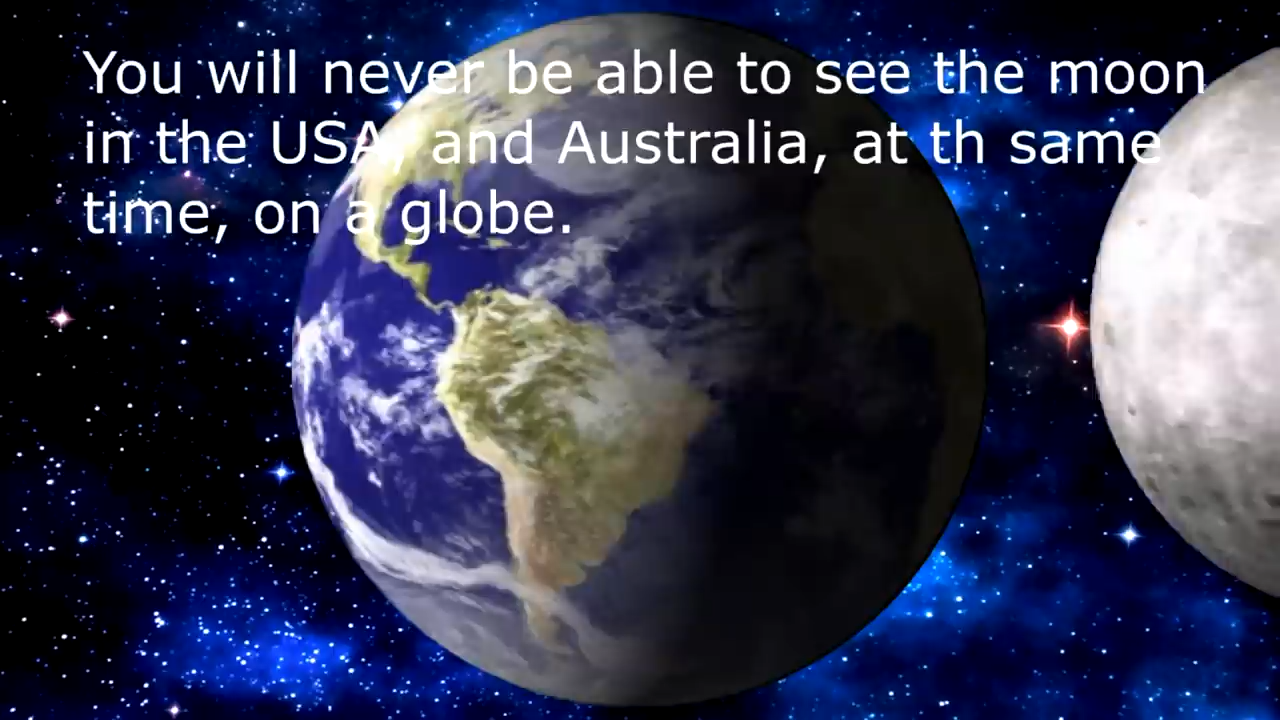 You will never be able to see the moon
in the USA, and Australia, at th same
time, on a globe.